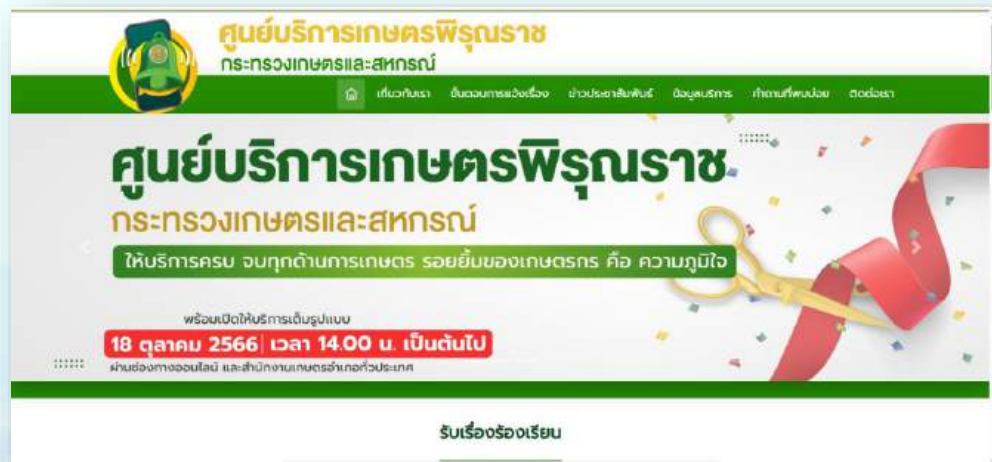 ศูนย์บริการเกษตรพิรุณราช
กระทรวงเกษตรและสหกรณ์
เกี่ยวกับเรา ขั้นตอนการแจ้งเรื่อง ข่าวประชาสัมพันธ์ ข้อมูลบริการ คำถามที่พบบ่อย ติดต่อเรา
ศูนย์บริการเกษตรพิรุณราช
กระทรวงเกษตรและสหกรณ์
ให้บริการครบ จบทุกด้านการเกษตร รอยยิ้มของเกษตรกร คือ ความภูมิใจ
พร้อมเปิดให้บริการเต็มรูปแบบ
18 ตุลาคม 2566| เวลา 14.00 น. เป็นต้นไป
ผ่านช่องทางออนไลน์ และสำนักงานเกษตรอำเภอทั่วประเทศ
รับเรื่องร้องเรียน